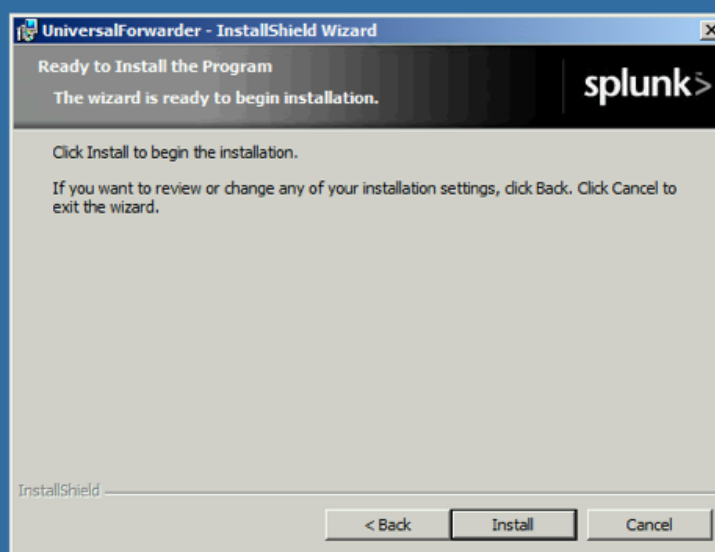 UniversalForwarder - InstallShield Wizard
Ready to Install the Program
The wizard is ready to begin installation.
splunk>
Click Install to begin the installation.
If you want to review or change any of your installation settings, click Back. Click Cancel to
exit the wizard.
InstallShield
< Back
Install
Cancel